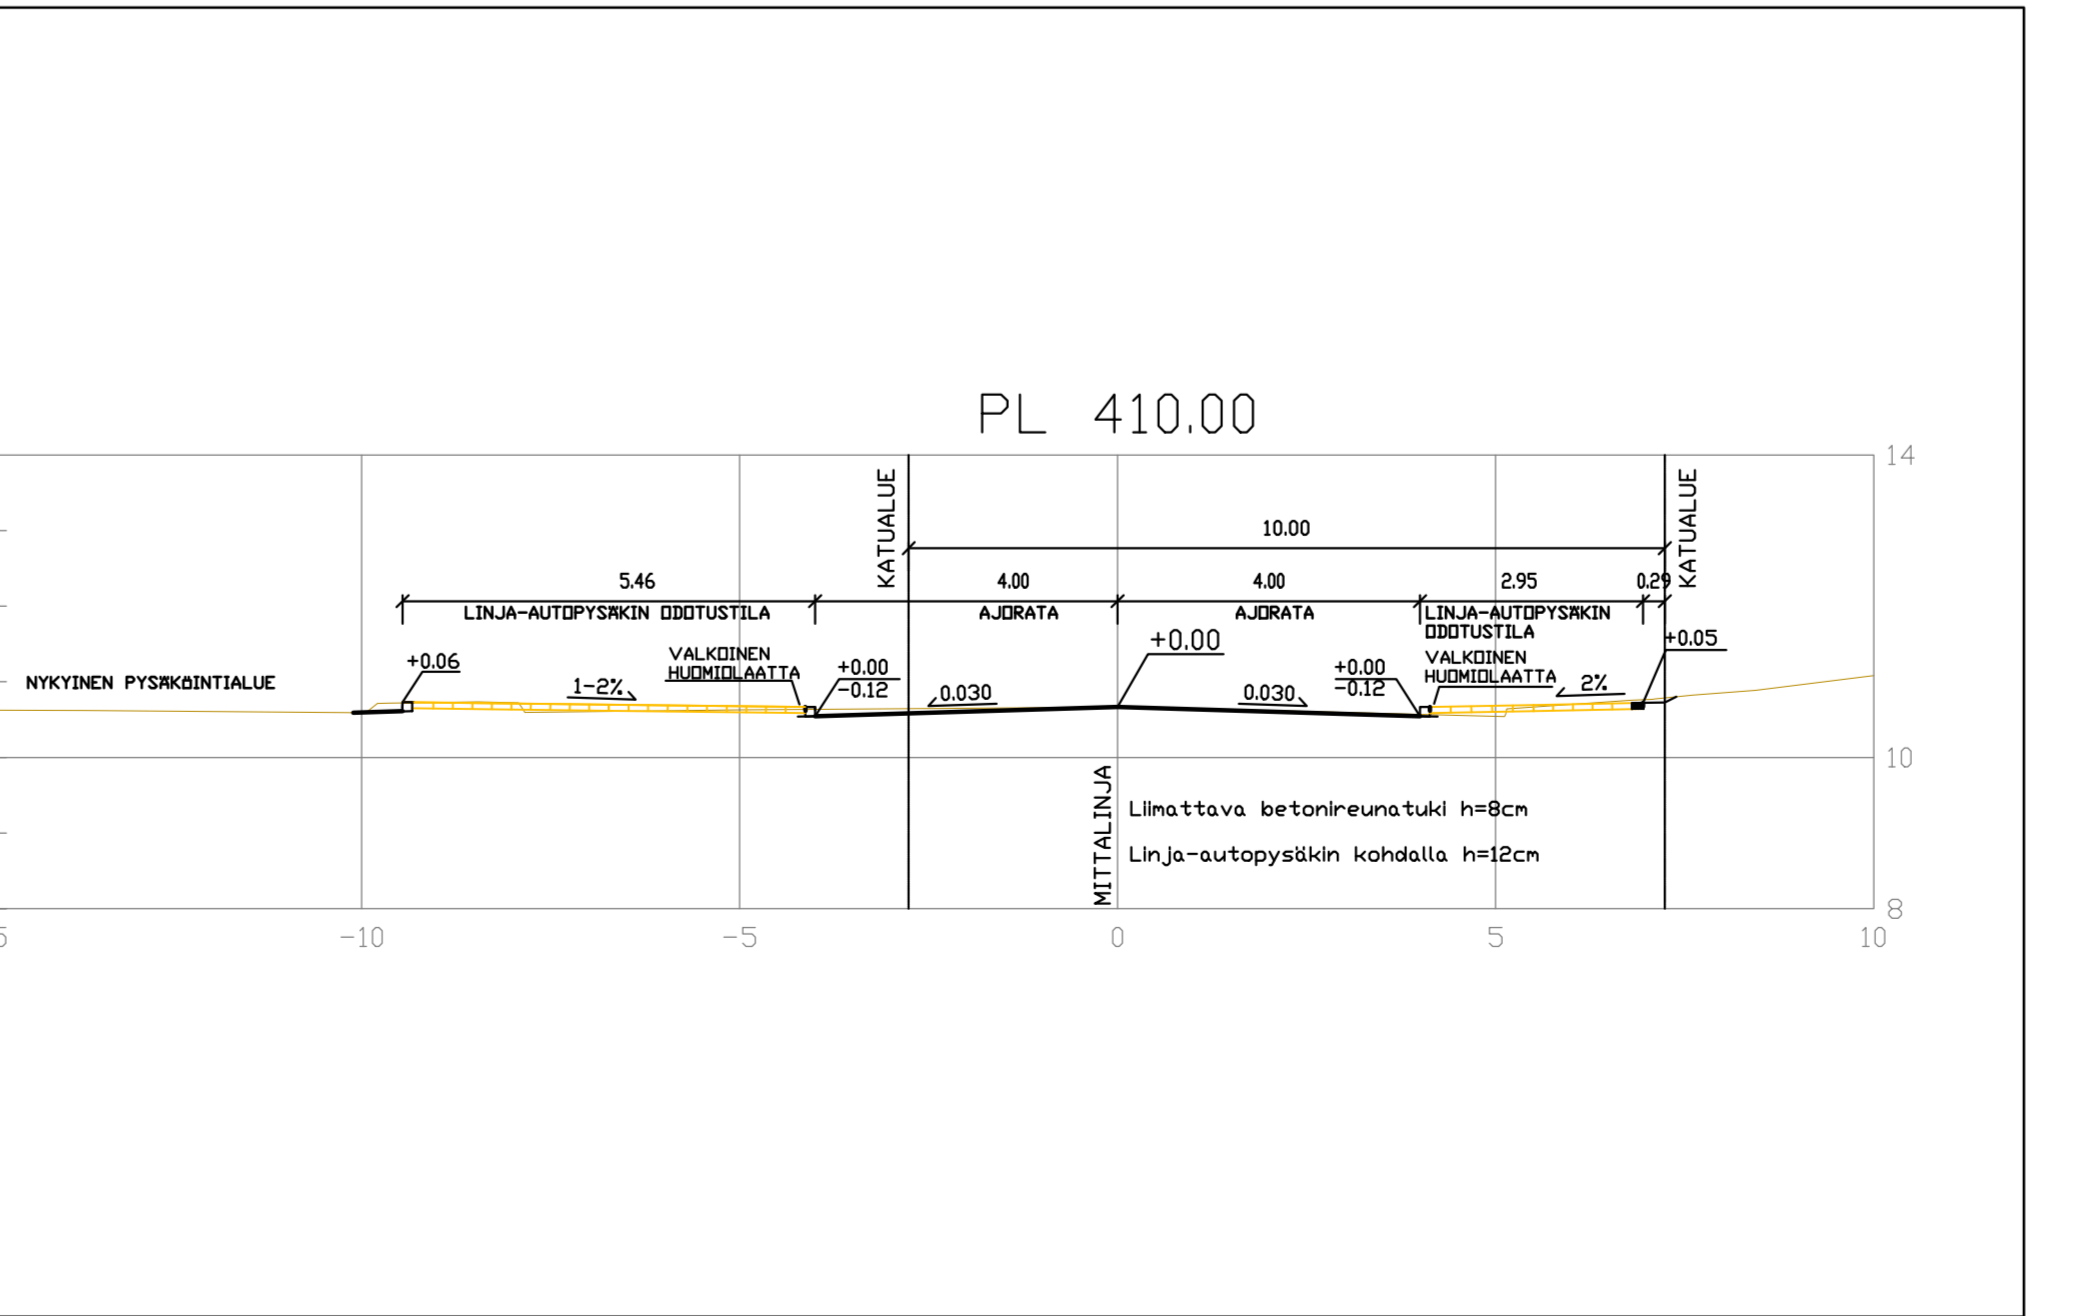 PL 410.00
14
KATUALUE
KATUALUE
10.00
5.46
4.00
4.00
2.95
0.29
LINJA-AUTOPYSÄKIN ODOTUSTILA
AJORATA
AJORATA
LINJA-AUTOPYSÄKIN
ODOTUSTILA
+0.05
+0.00
VALKOINEN
HUOMIOLAATTA
VALKOINEN
HUOMIOLAATTA
+0.06
+0.00
-0.12
+0.00
-0.12
NYKYINEN PYSÄKÖINTIALUE
1-2%
0.030
0.030
2%
10
MITTALINJA
Liimattava betonireunatuki h=8cm
Linja-autopysäkin kohdalla h=12cm
8
5
-10
-5
0
5
10